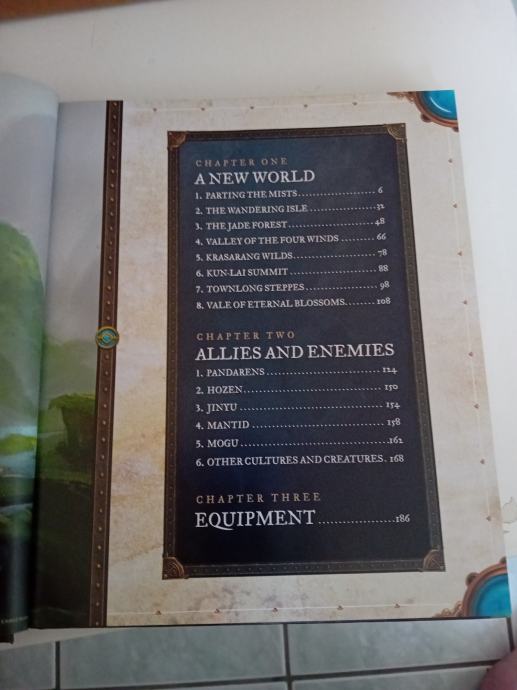 CHAPTER ONE
A NEW WORLD
1. PARTING THE MISTS..................... 6
2. THE WANDERING ISLE..................... 32
3. THE JADE FOREST..................... 48
4. VALLEY OF THE FOUR WINDS ......... 66
5. KRASARANG WILDS..................... 78
6. KUN-LAI SUMMIT..................... 88
7. TOWNLONG STEPPES..................... 98
8. VALE OF ETERNAL BLOSSOMS........ 108
CHAPTER TWO
ALLIES AND ENEMIES
1. PANDARENS ........................... 124
2. HOZEN................................ 150
3. JINYU ................................ 154
4. MANTID .............................. 158
5. MOGU ................................162
6. OTHER CULTURES AND CREATURES. 168
CHAPTER THREE
EQUIPMENT ...................186